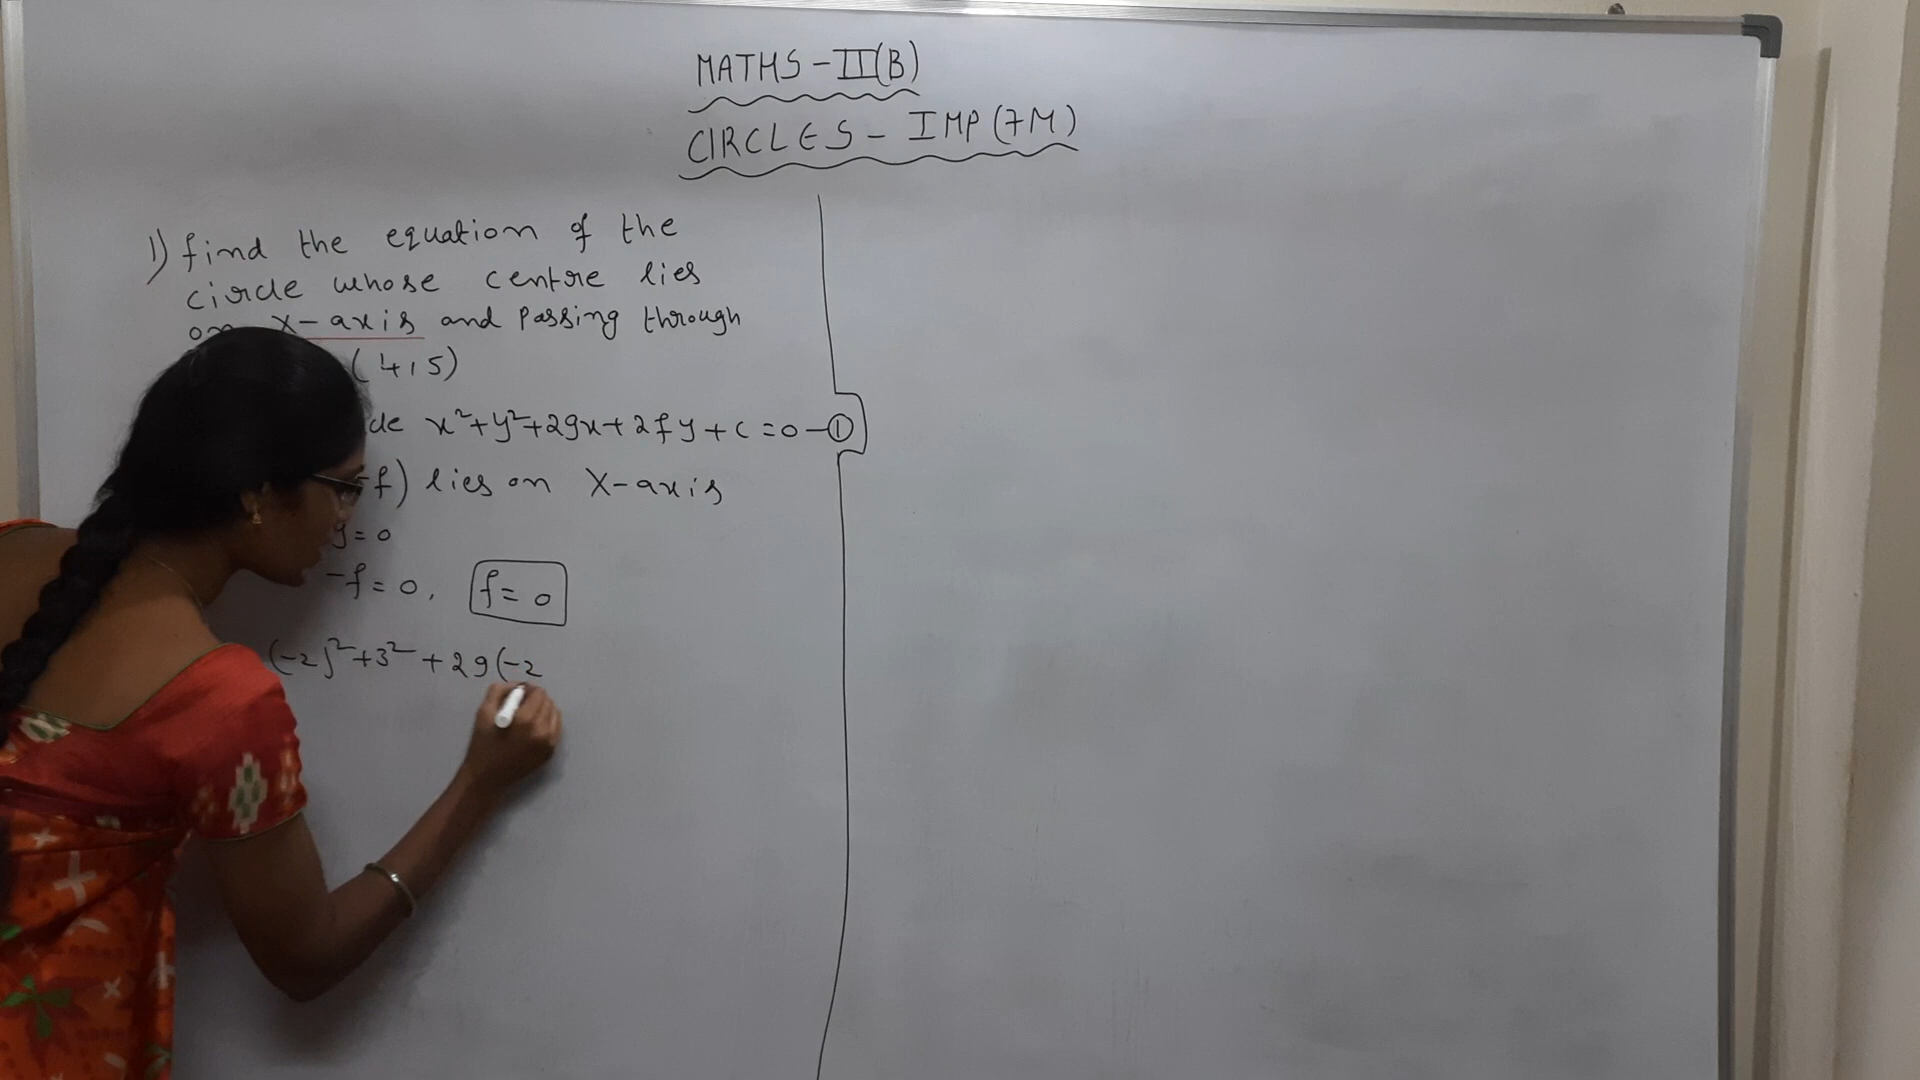 MATHS - II(B)
CIRCLES - IMP (7M)
1) find the equation of the
circle whose centre lies
on X-axis and passing through
(4,5)
x²+y²+2gx+2fy+c=0 -①
-f) lies on X-axis
y=0
-f=0, f=0
(-2)²+3²+2g(-2